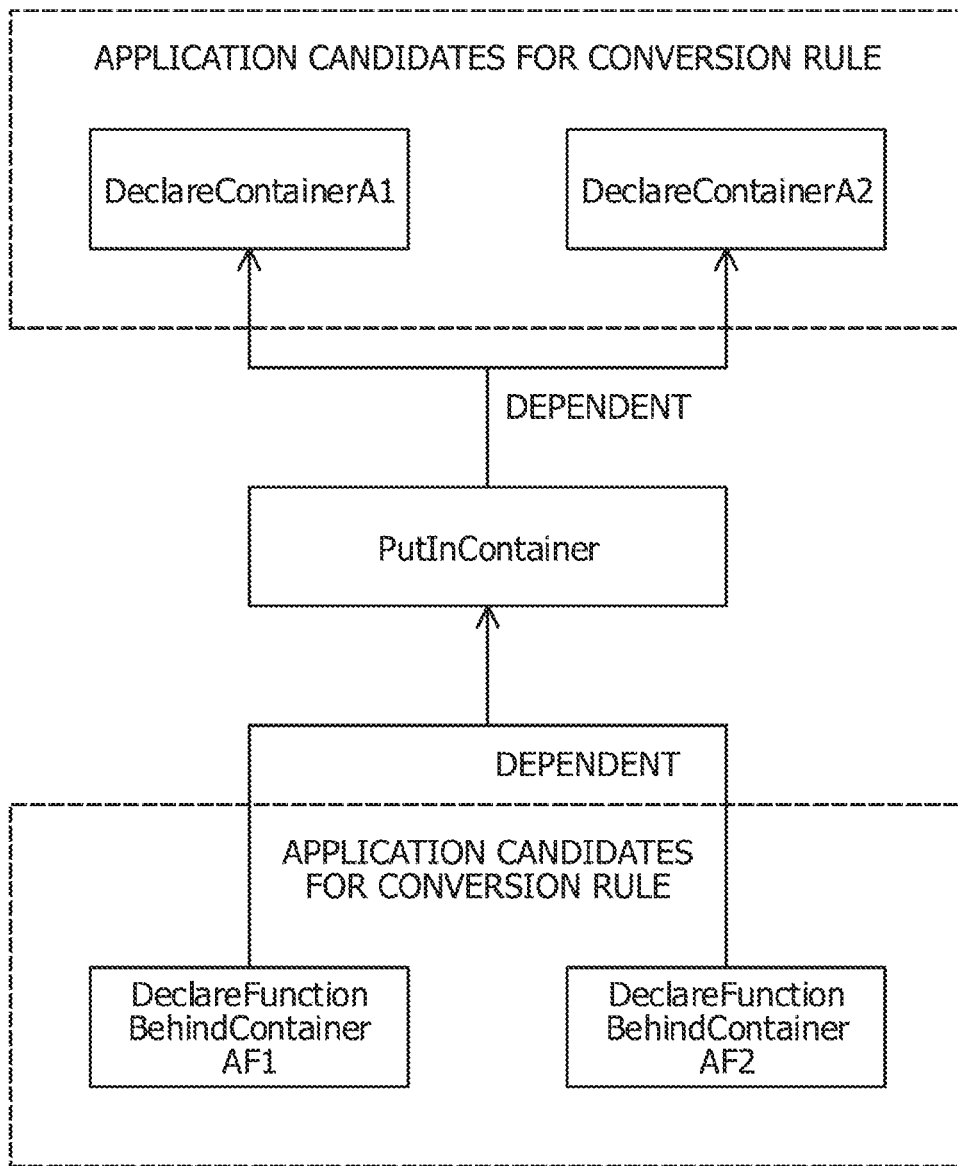 APPLICATION CANDIDATES FOR CONVERSION RULE
DeclareContainerA1
DeclareContainerA2
DEPENDENT
PutInContainer
DEPENDENT
APPLICATION CANDIDATES
FOR CONVERSION RULE
DeclareFunction
BehindContainer
AF1
DeclareFunction
BehindContainer
AF2